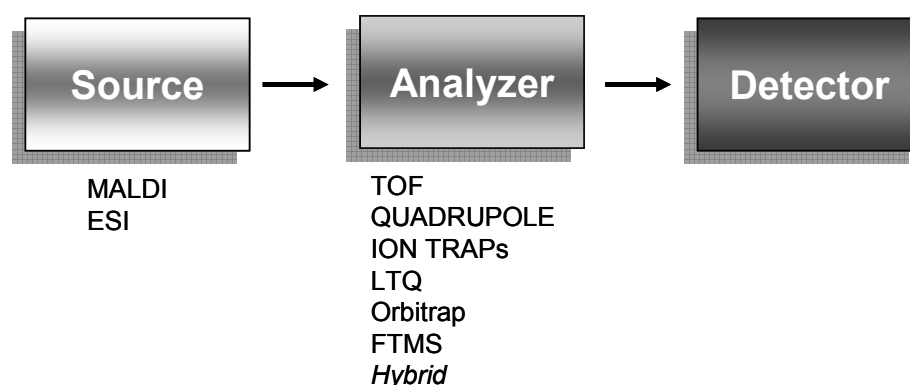 Source
Analyzer
Detector
MALDI
ESI
TOF
QUADRUPOLE
ION TRAPs
LTQ
Orbitrap
FTMS
Hybrid